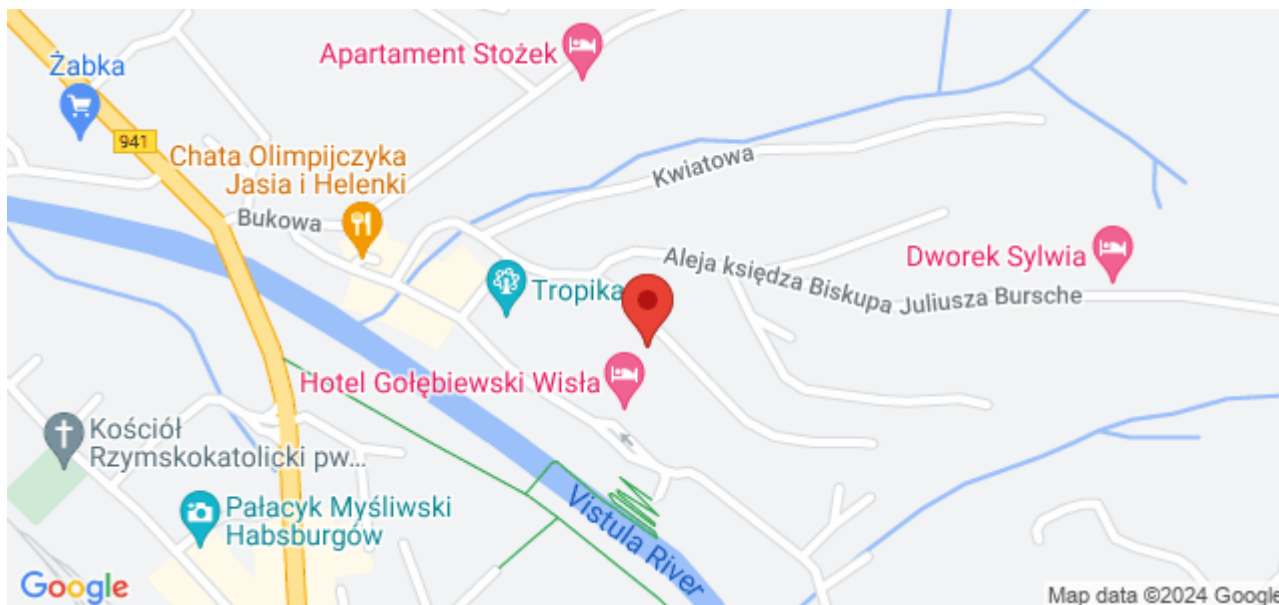 Apartament Stożek
Żabka
941
Chata Olimpijczyka
Jasia i Helenki
Kwiatowa
Bukowa
Aleja księdza Biskupa Juliusza Bursche
Dworek Sylwia
Tropika
Hotel Gołębiewski Wisła
Kościół
Rzymskokatolicki pw...
Pałacyk Myśliwski
Habsburgów
Vistula River
Google
Map data ©2024 Google